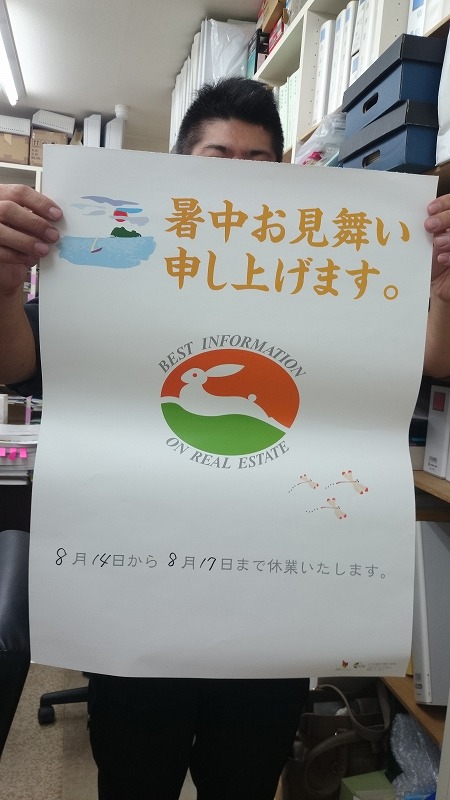 暑中お見舞い
申し上げます。
BEST INFORMATION
ON REAL ESTATE
8月14日から 8月17日まで休業いたします。